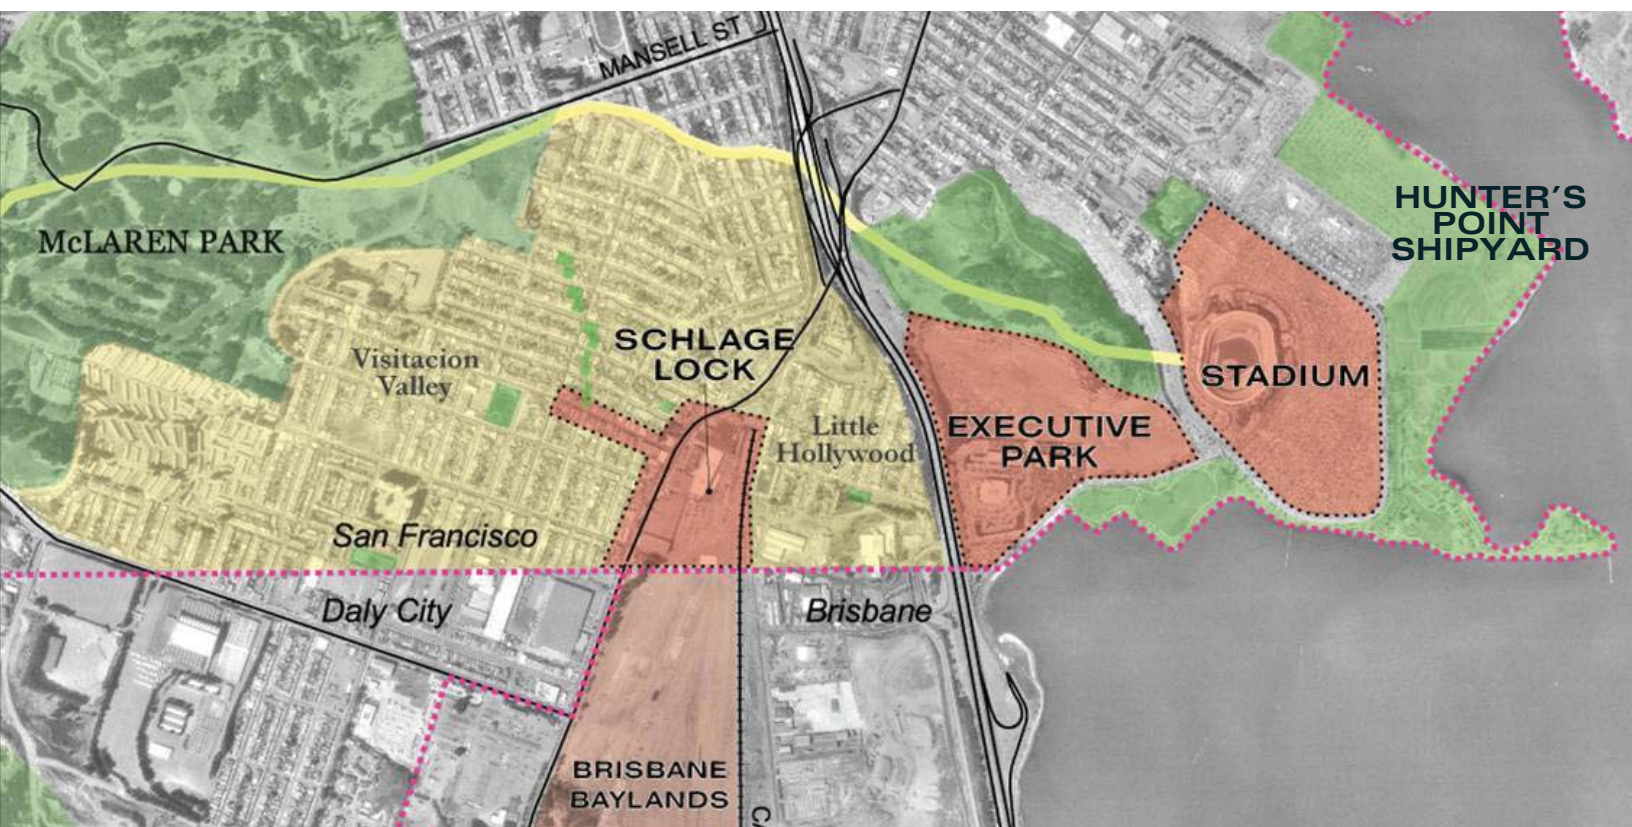 MANSELL ST
HUNTER'S
POINT
SHIPYARD
McLAREN PARK
SCHLAGE
LOCK
Visitacion
Valley
STADIUM
Little
Hollywood
EXECUTIVE
PARK
San Francisco
Daly City
Brisbane
BRISBANE
BAYLANDS